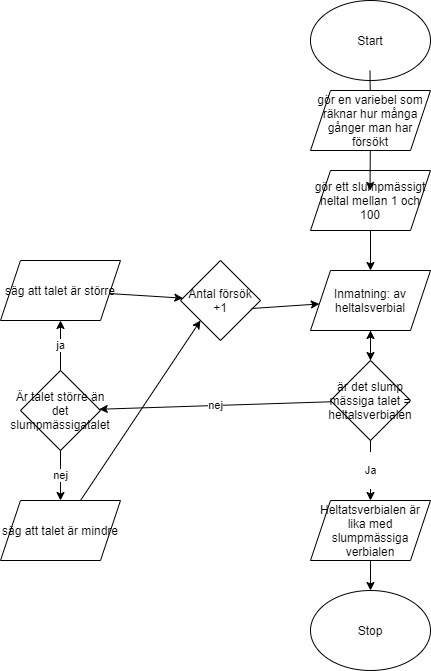 Start
gör en variebel som
räknar hur många
gånger man har
försökt
gör ett slumpmässigt
heltal mellan 1 och
100
säg att talet är större
Antal försök
+1
Inmatning: av
heltalsverbial
ja
Är talet större än
det
slumpmässigatalet
nej
är det slump
mässiga talet =
heltalsverbialen
nej
Ja
säg att talet är mindre
Heltatsverbialen är
lika med
slumpmässiga
verbialen
Stop